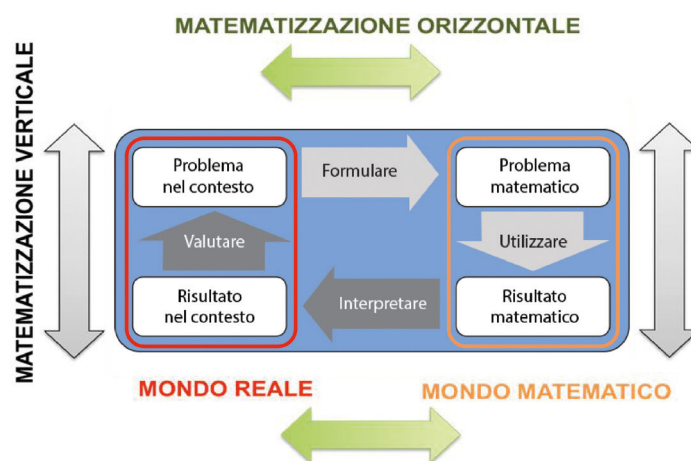 MATEMATIZZAZIONE ORIZZONTALE
MATEMATIZZAZIONE VERTICALE
Problema
nel contesto
Formulare
Problema
matematico
Valutare
Utilizzare
Risultato
nel contesto
Interpretare
Risultato
matematico
MONDO REALE
MONDO MATEMATICO